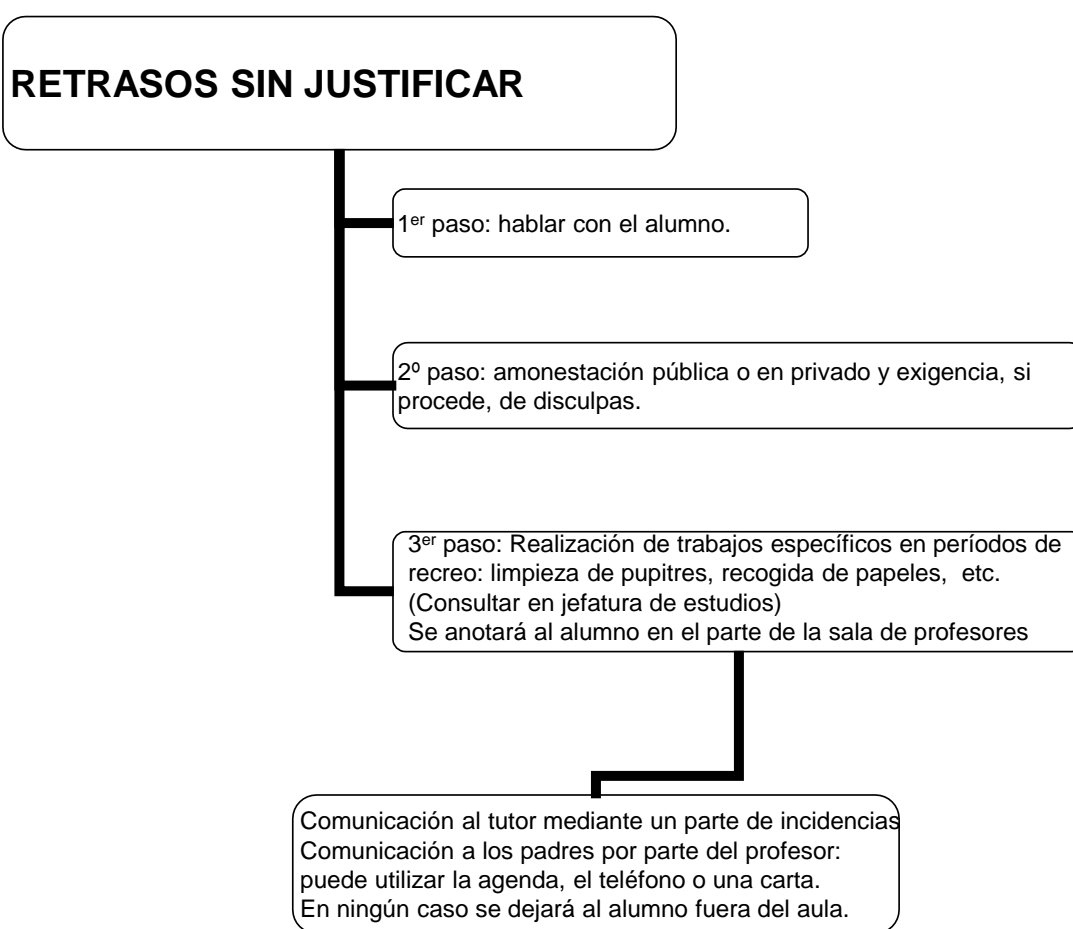 RETRASOS SIN JUSTIFICAR
1er paso: hablar con el alumno.
2º paso: amonestación pública o en privado y exigencia, si
procede, de disculpas.
3er paso: Realización de trabajos específicos en períodos de
recreo: limpieza de pupitres, recogida de papeles, etc.
(Consultar en jefatura de estudios)
Se anotará al alumno en el parte de la sala de profesores
Comunicación al tutor mediante un parte de incidencias
Comunicación a los padres por parte del profesor:
puede utilizar la agenda, el teléfono o una carta.
En ningún caso se dejará al alumno fuera del aula.